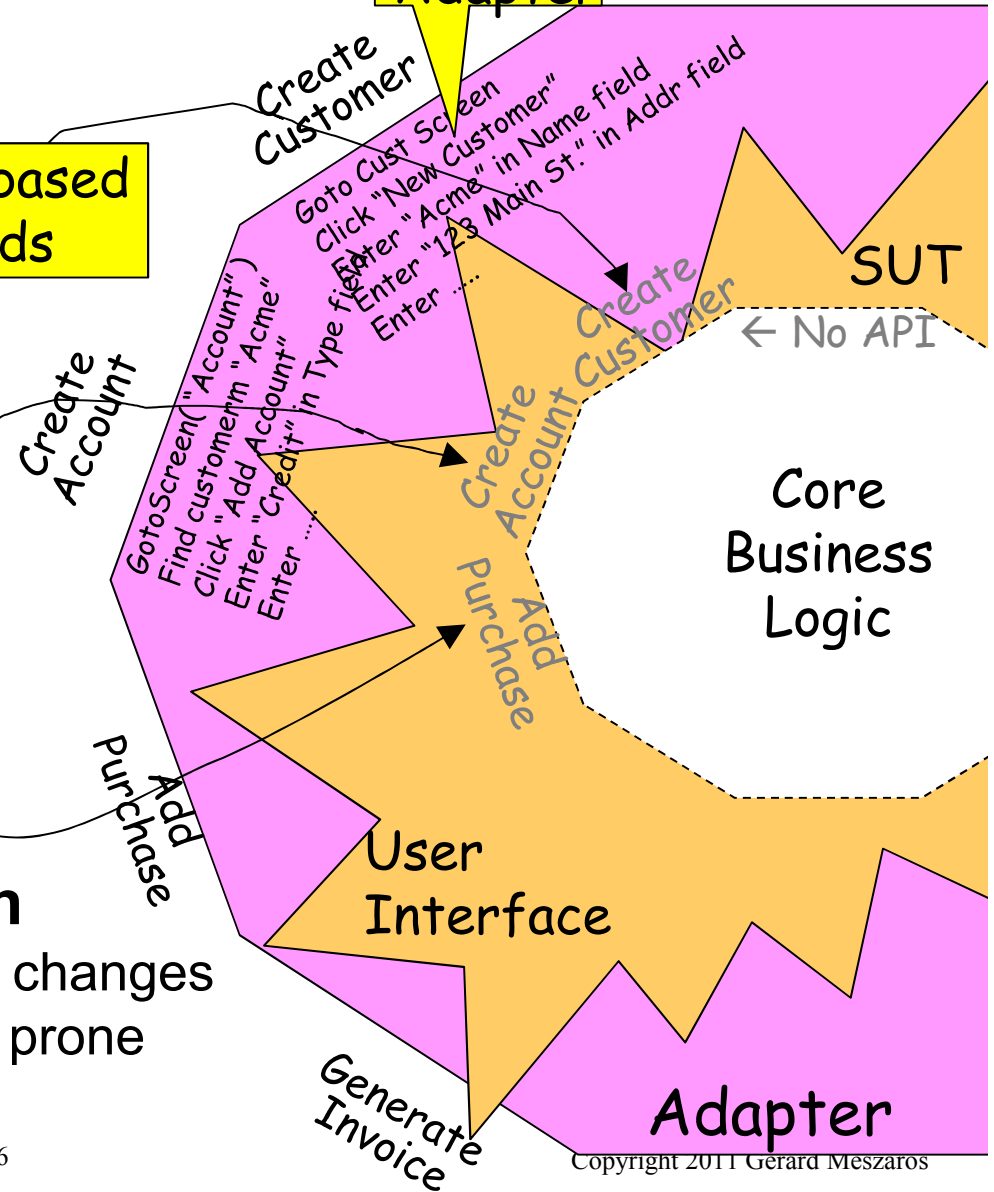 Adapter
Create
Customer
Goto Cust Screen
Click “New Customer”
Enter “Acme” in Name field
Enter “123 Main St.” in Addr field
Enter .....
based
ds
SUT
← No API
Create
Customer
Create
Account
GotoScreen( "Account" )
Find customerm "Acme"
Click "Add Account"
Enter "Credit" in Type field
Enter .....
Create
Account
Core
Business
Logic
Add
Purchase
Add
Purchase
User
Interface
n
changes
prone
Generate
Invoice
Adapter
6
Copyright 2011 Gerard Meszaros